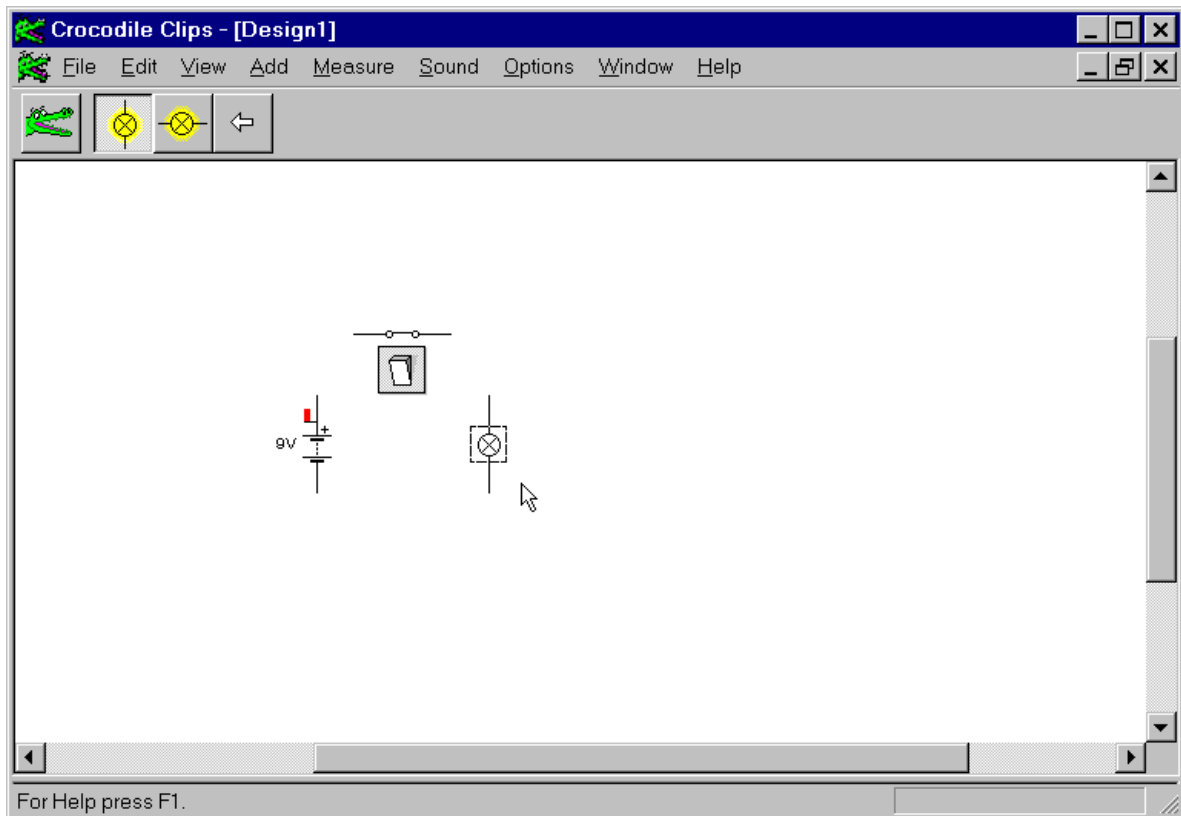 Crocodile Clips - [Design1]
File Edit View Add Measure Sound Options Window Help
+
9V
For Help press F1.